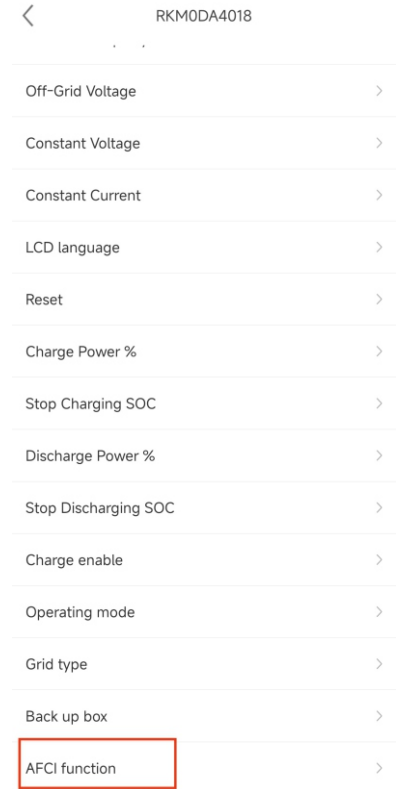 RKM0DA4018
Off-Grid Voltage
Constant Voltage
Constant Current
LCD language
Reset
Charge Power %
Stop Charging SOC
Discharge Power %
Stop Discharging SOC
Charge enable
Operating mode
Grid type
Back up box
AFCI function